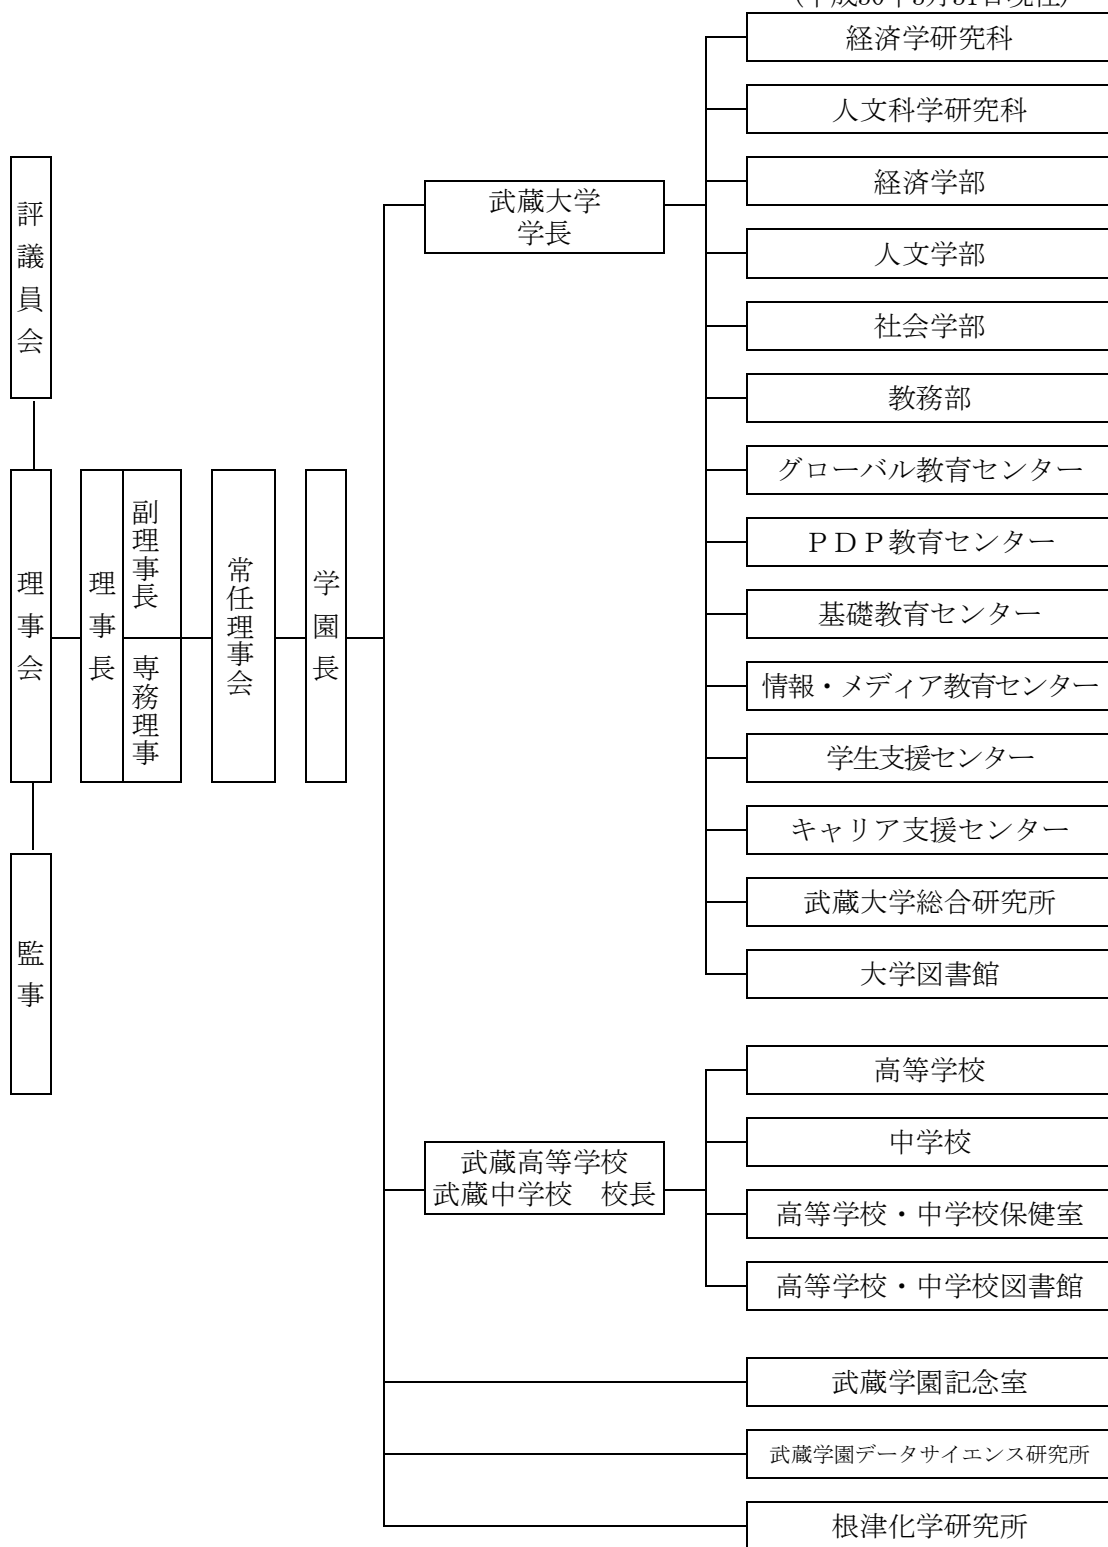 経済学研究科
人文科学研究科
経済学部
人文学部
社会学部
教務部
グローバル教育センター
ＰＤＰ教育センター
基礎教育センター
情報・メディア教育センター
学生支援センター
キャリア支援センター
武蔵大学総合研究所
大学図書館
武蔵大学
学長
評議員会
理事会
理事長
副理事長
専務理事
常任理事会
学園長
監事
高等学校
中学校
高等学校・中学校保健室
高等学校・中学校図書館
武蔵高等学校
武蔵中学校　校長
武蔵学園記念室
武蔵学園データサイエンス研究所
根津化学研究所